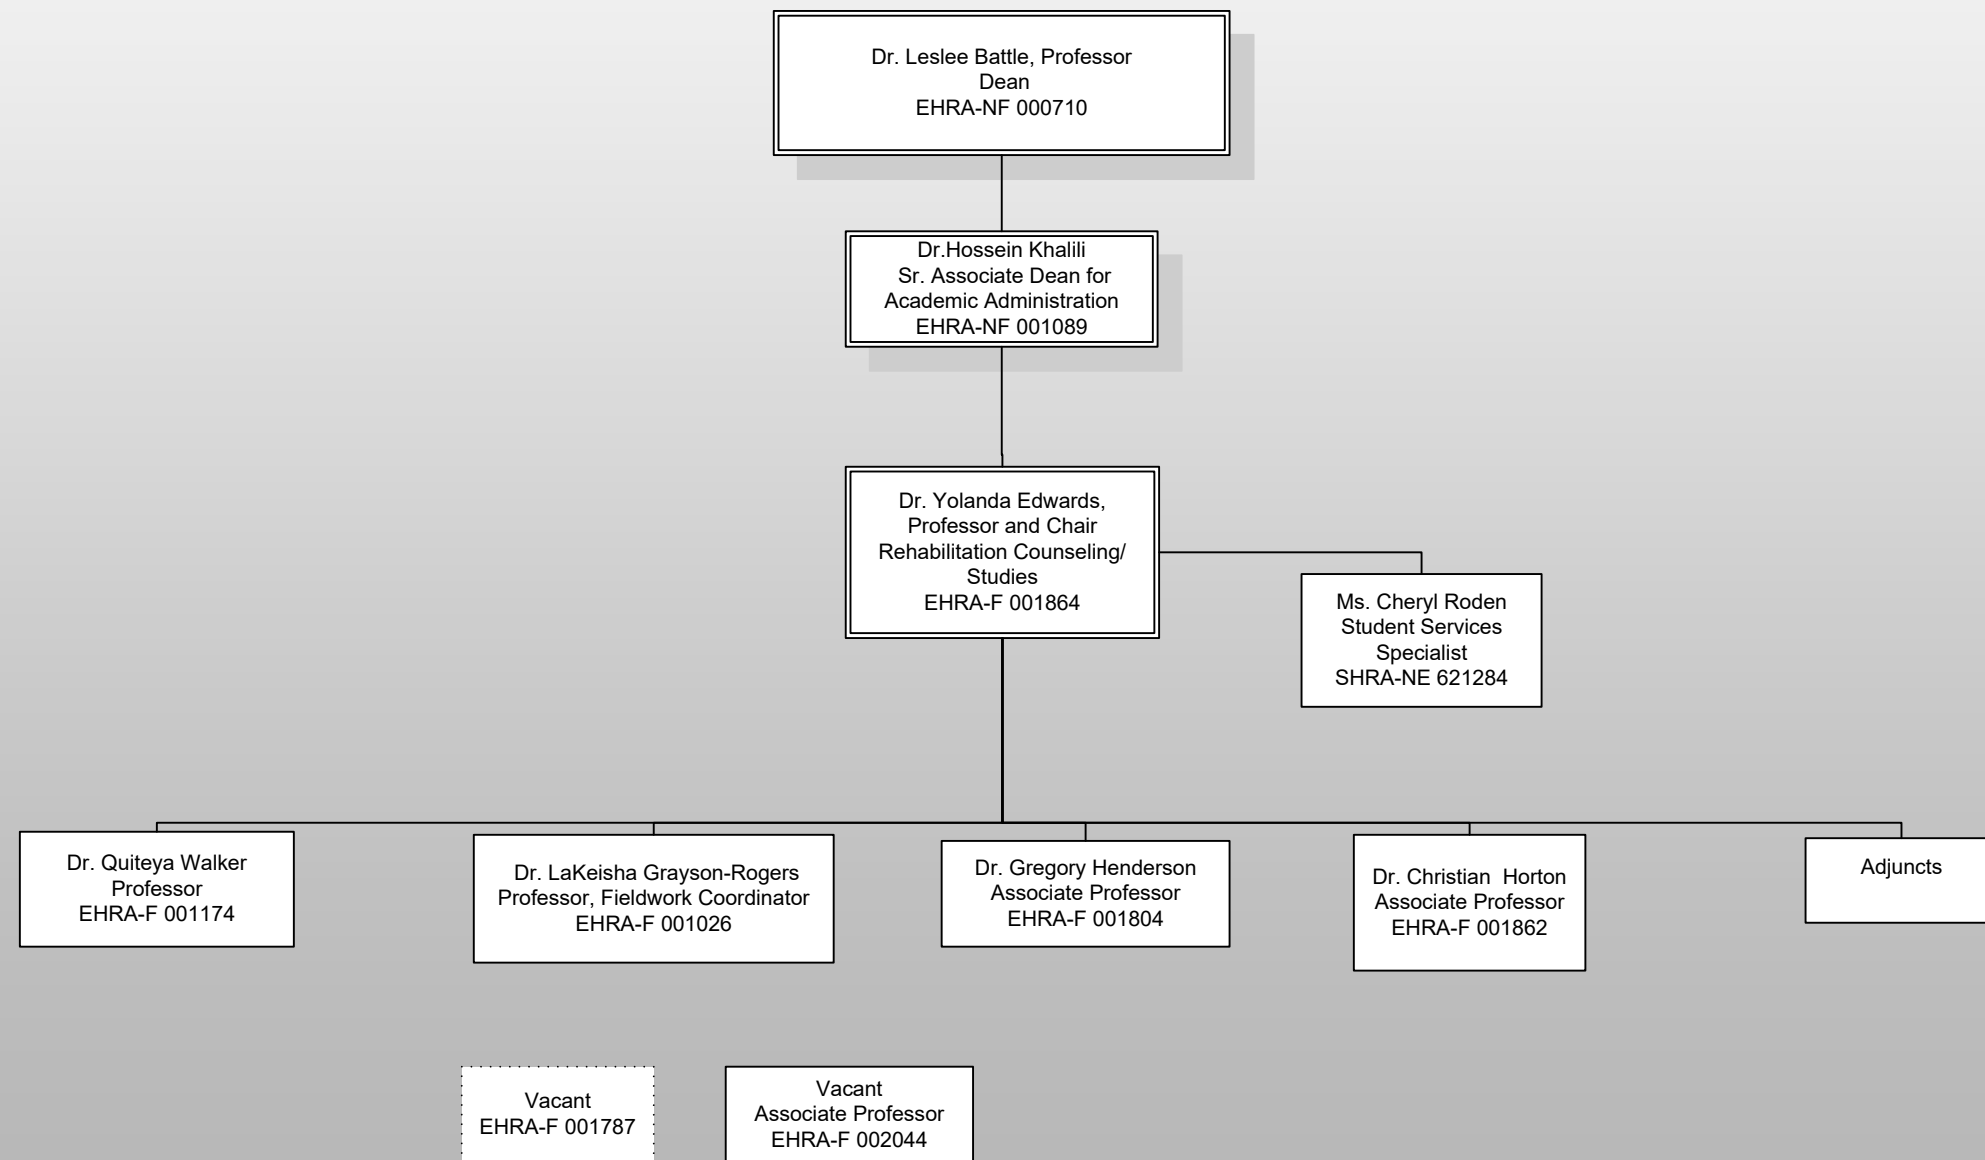 Dr. Leslee Battle, Professor
Dean
EHRA-NF 000710
Dr.Hossein Khalili
Sr. Associate Dean for
Academic Administration
EHRA-NF 001089
Dr. Yolanda Edwards,
Professor and Chair
Rehabilitation Counseling/
Studies
EHRA-F 001864
Ms. Cheryl Roden
Student Services
Specialist
SHRA-NE 621284
Dr. Quiteya Walker
Professor
EHRA-F 001174
Dr. LaKeisha Grayson-Rogers
Professor, Fieldwork Coordinator
EHRA-F 001026
Dr. Gregory Henderson
Associate Professor
EHRA-F 001804
Dr. Christian  Horton
Associate Professor
EHRA-F 001862
Adjuncts
Vacant
EHRA-F 001787
Vacant
Associate Professor
EHRA-F 002044